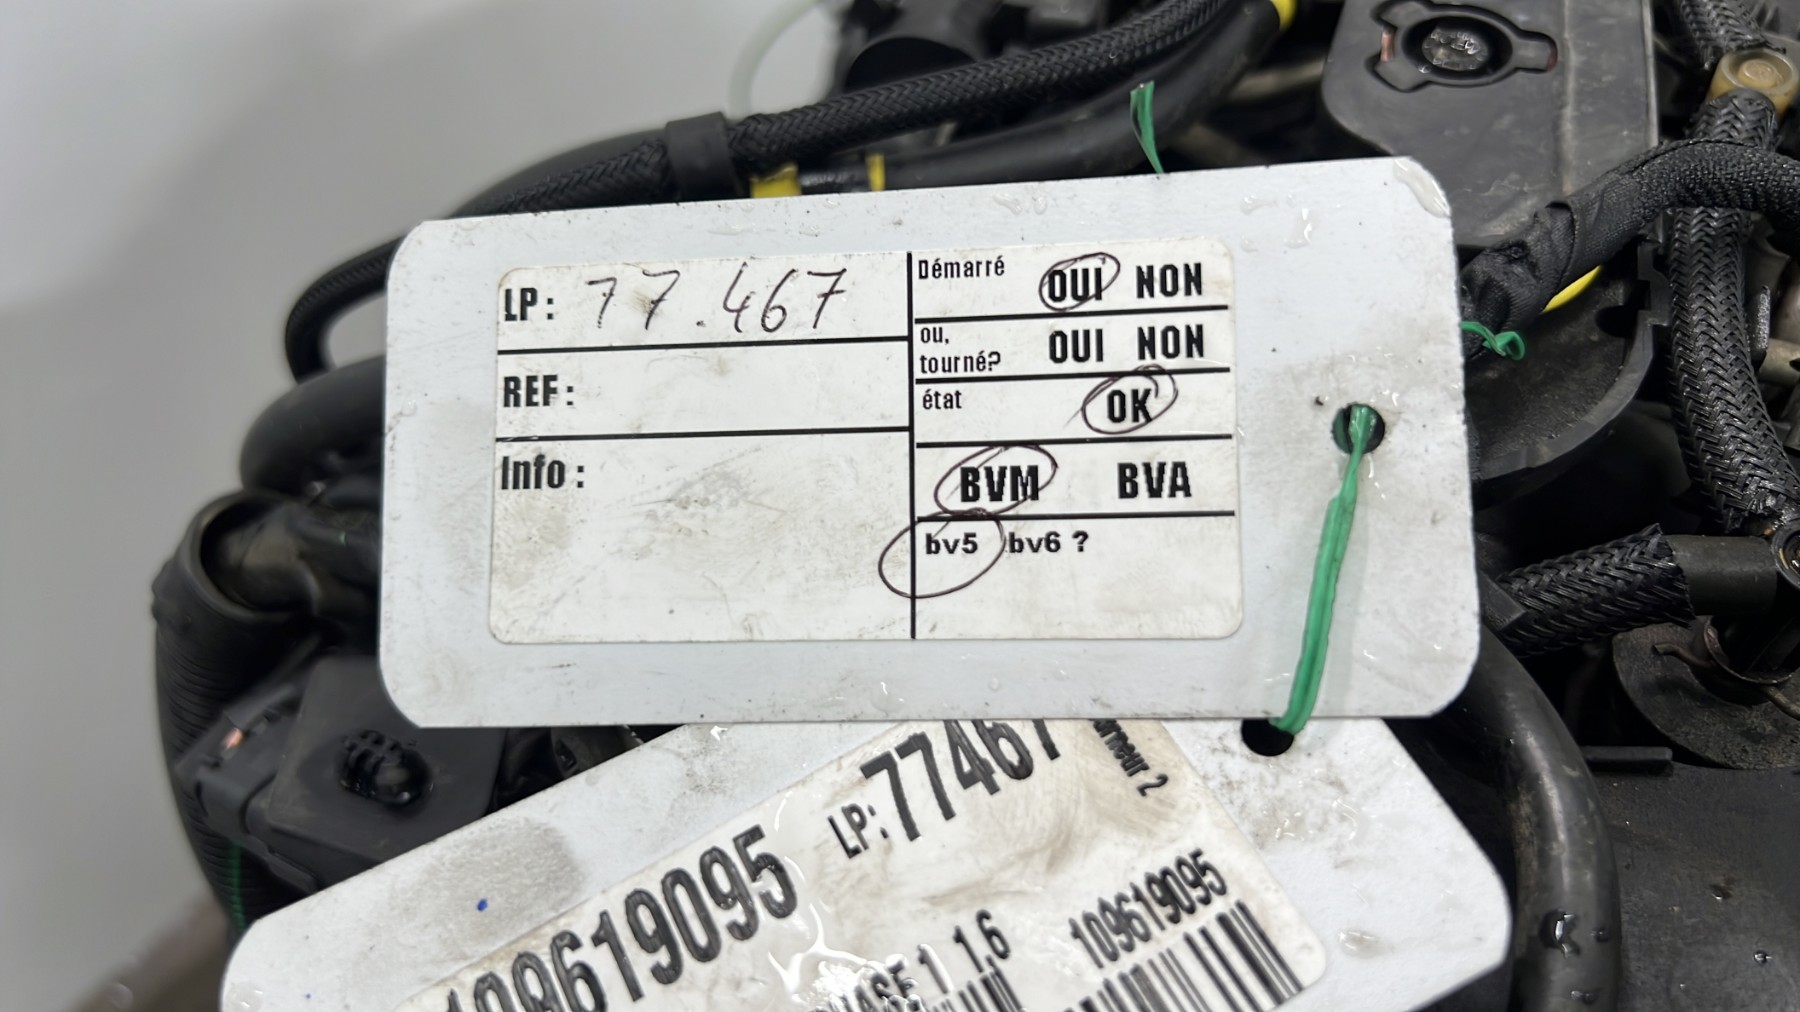 LP: 77.467
REF:
Info:
Démarré OUI NON
ou,
tourné? OUI NON
état OK
BVM BVA
bv5 bv6 ?
LP: 77467
109619095
1.6
109619095